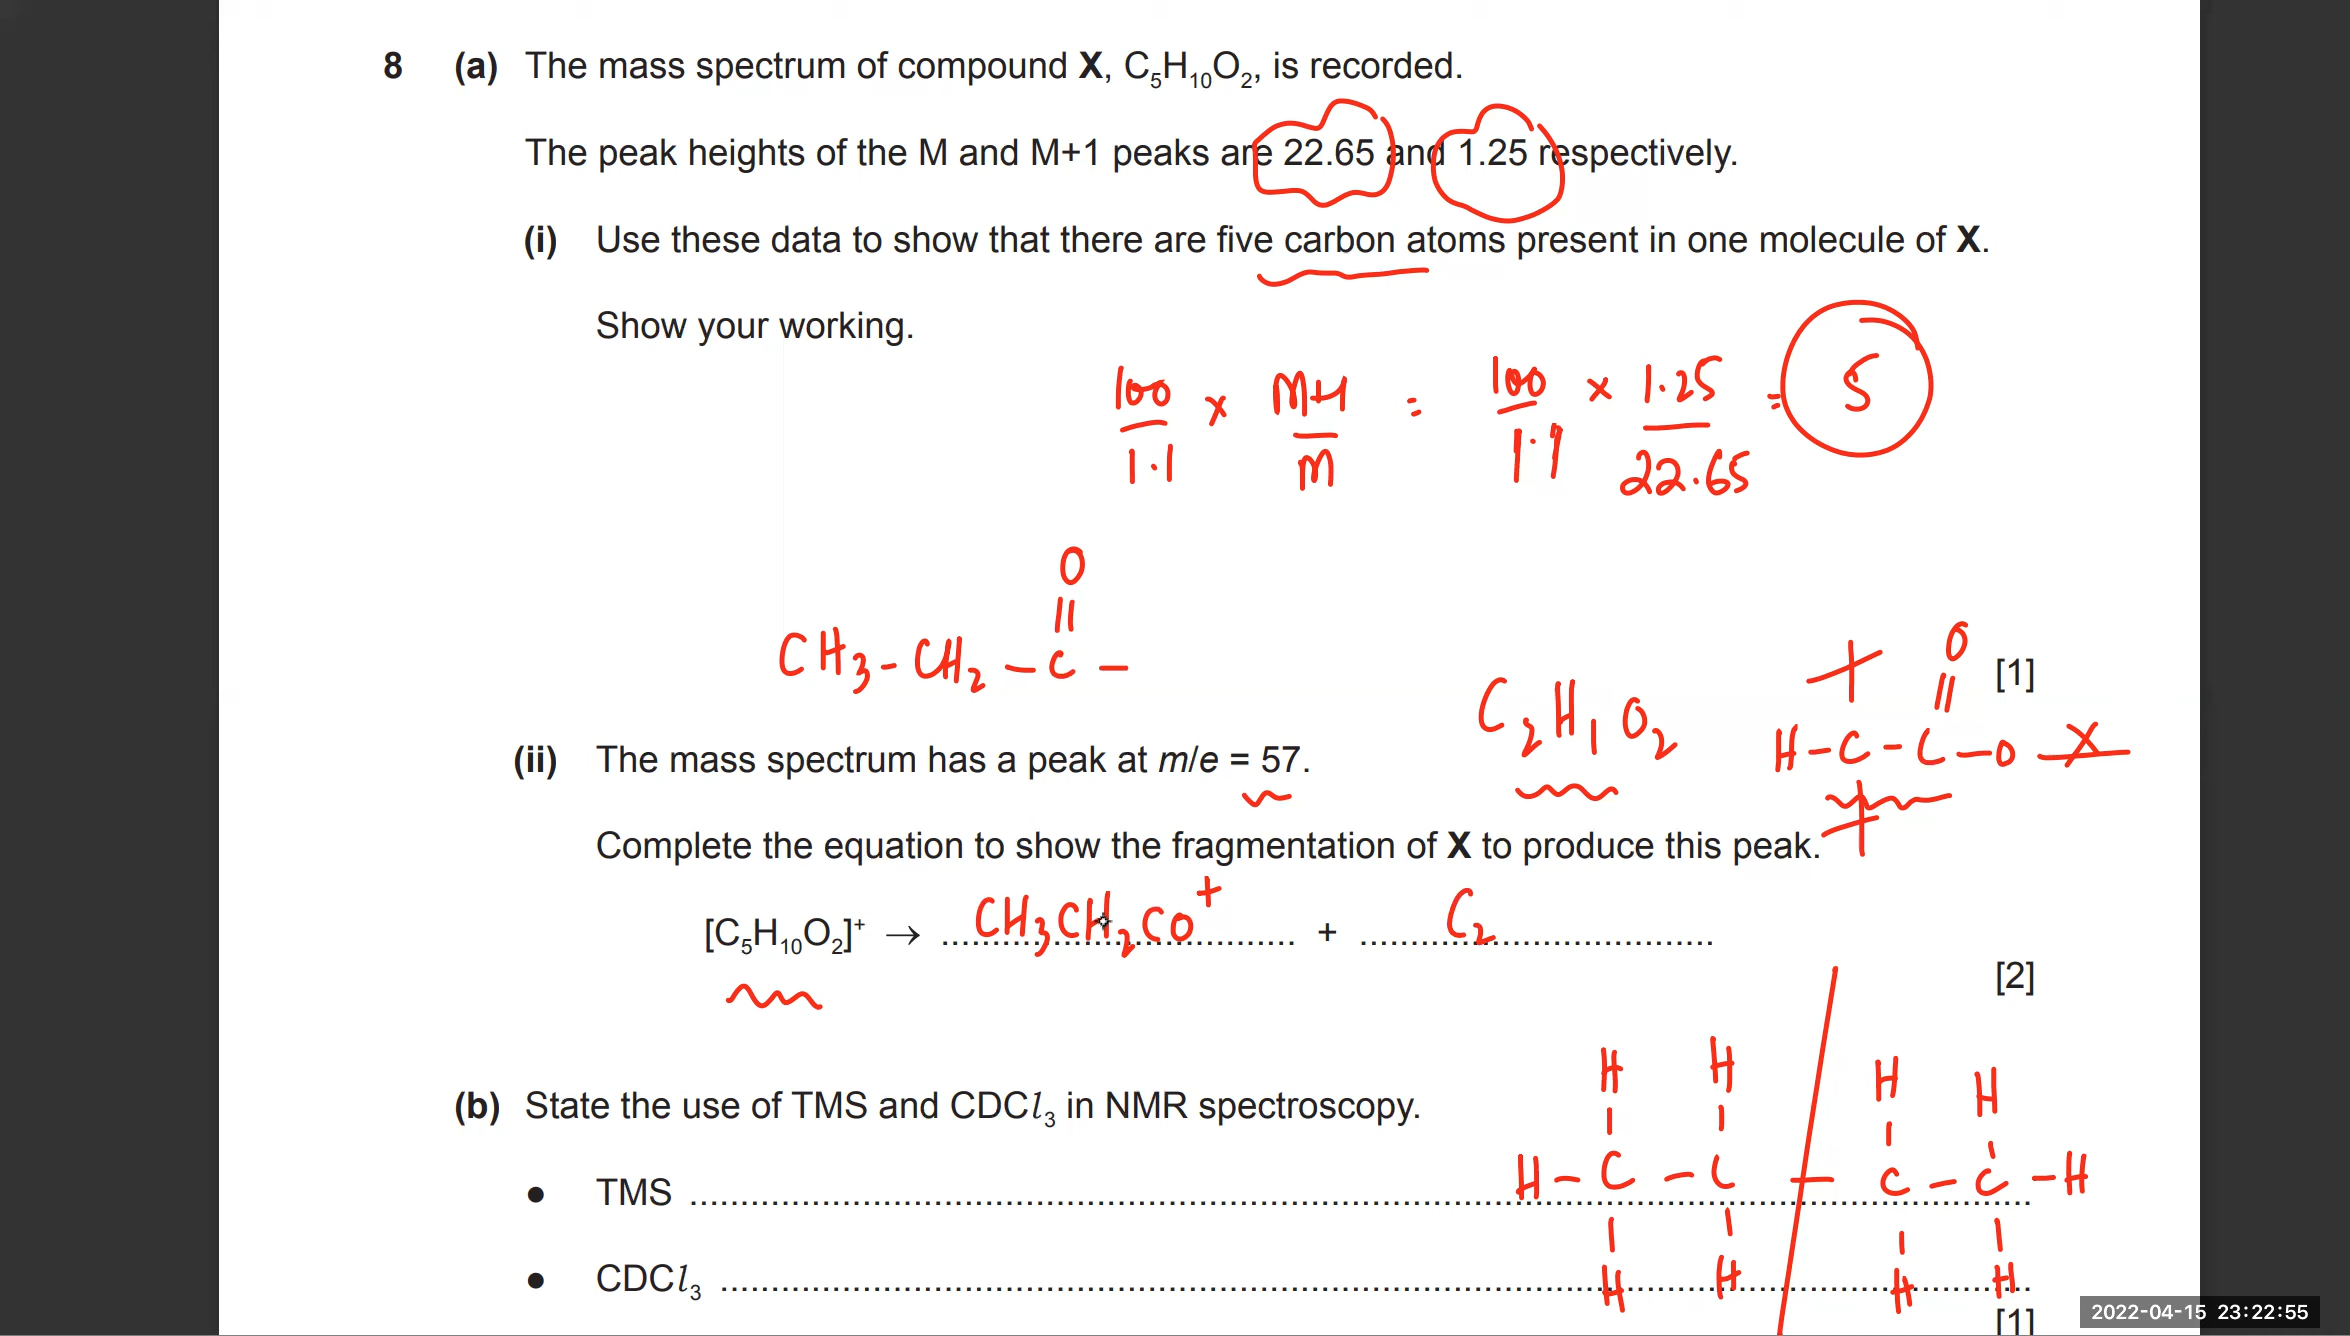 8 (a) The mass spectrum of compound X, C₅H₁₀O₂, is recorded.
The peak heights of the M and M+1 peaks are 22.65 and 1.25 respectively.
(i) Use these data to show that there are five carbon atoms present in one molecule of X.
Show your working.
100/1.1 × M+1/M = 100/1.1 × 1.25/22.65 = 5
O
||
CH₃-CH₂-C-
[1]
C₂H₁O₂
O
||
H-C-C-O
(ii) The mass spectrum has a peak at m/e = 57.
Complete the equation to show the fragmentation of X to produce this peak.
[C₅H₁₀O₂]⁺ → CH₃CH₂CO⁺ + C₂
[2]
H H H H
(b) State the use of TMS and CDCl₃ in NMR spectroscopy.
● TMS H-C-C-C-C-H
● CDCl₃ H H H H
[1]
2022-04-15 23:22:55